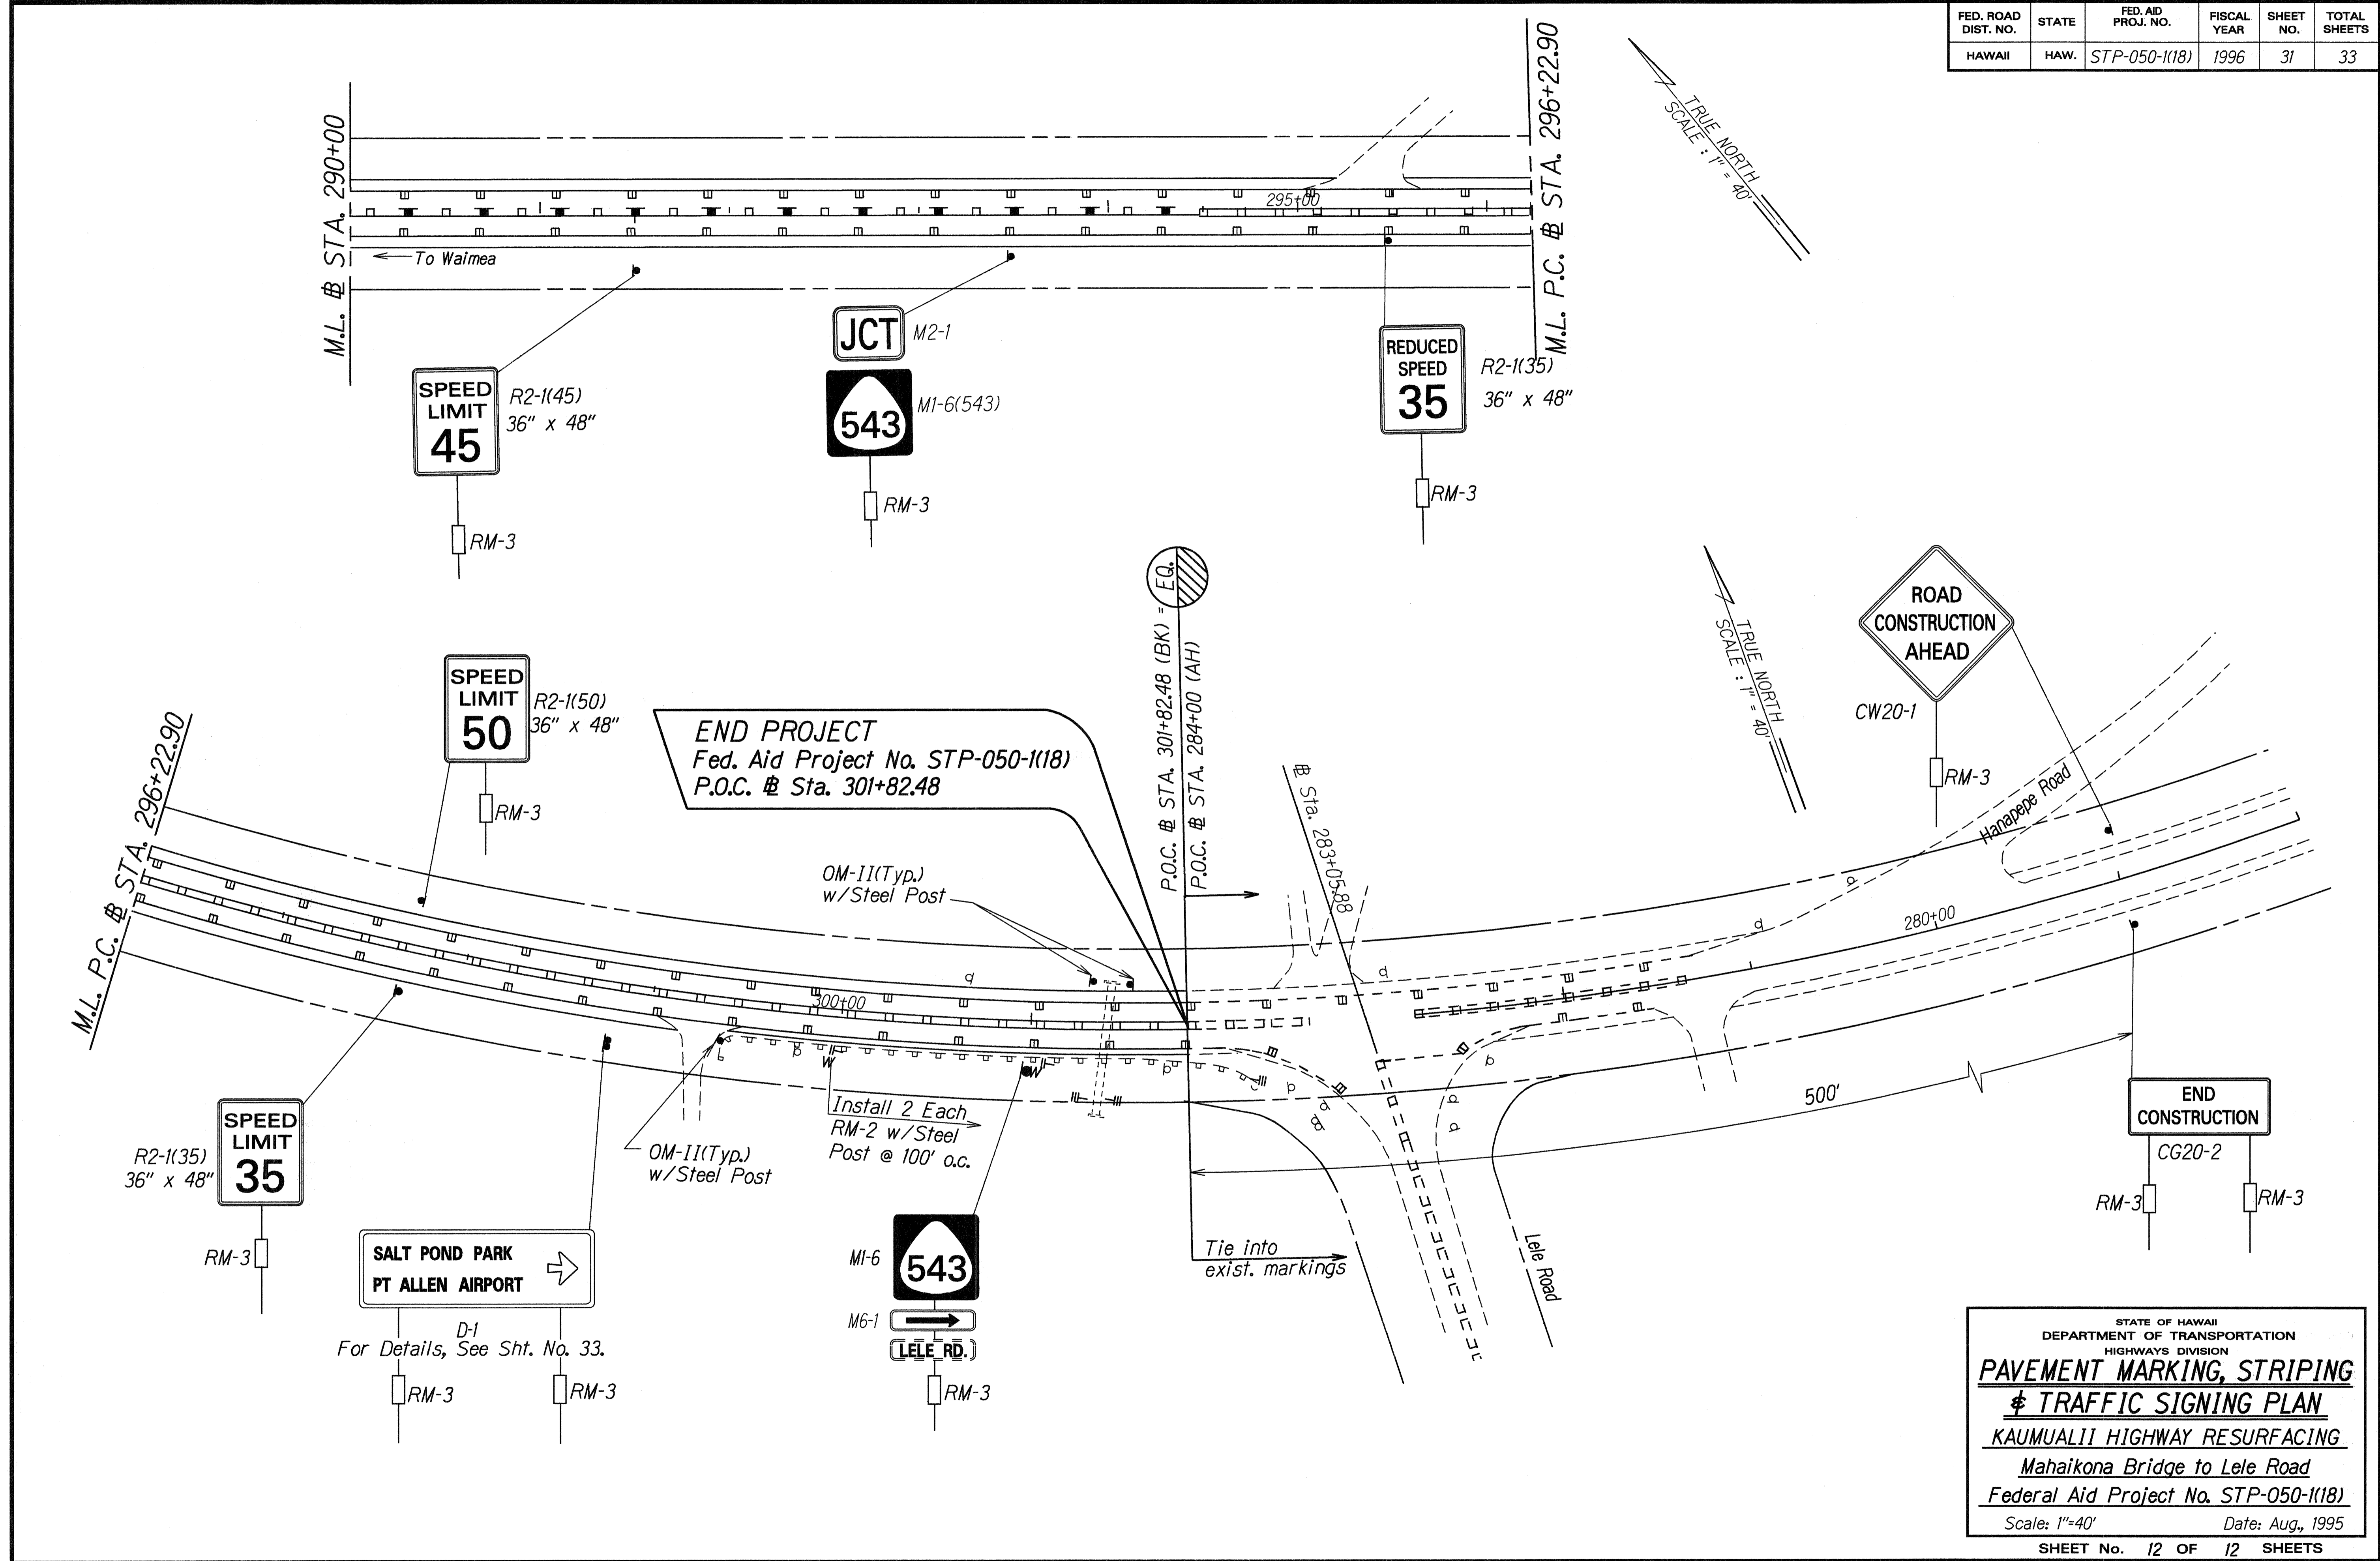 FED. ROAD DIST. NO.
STATE
FED. AID PROJ. NO.
FISCAL YEAR
SHEET NO.
TOTAL SHEETS
HAWAII
HAW.
STP-050-1(18)
1996
31
33
M.L. BL STA. 290+00
M.L. P.C. BL STA. 296+22.90
TRUE NORTH
SCALE : 1" = 40'
295+00
To Waimea
SPEED
LIMIT
45
R2-1(45)
36" x 48"
RM-3
JCT
M2-1
543
M1-6(543)
RM-3
REDUCED
SPEED
35
R2-1(35)
36" x 48"
RM-3
M.L. P.C. BL STA. 296+22.90
SPEED
LIMIT
50
R2-1(50)
36" x 48"
RM-3
END PROJECT
Fed. Aid Project No. STP-050-1(18)
P.O.C. BL Sta. 301+82.48
EQ.
P.O.C. BL STA. 301+82.48 (BK) =
P.O.C. BL STA. 284+00 (AH)
BL Sta. 283+05.88
TRUE NORTH
SCALE : 1" = 40'
ROAD
CONSTRUCTION
AHEAD
CW20-1
RM-3
Hanapepe Road
280+00
OM-II(Typ.)
w/Steel Post
300+00
500'
SPEED
LIMIT
35
R2-1(35)
36" x 48"
RM-3
SALT POND PARK
PT ALLEN AIRPORT
D-1
For Details, See Sht. No. 33.
RM-3
RM-3
OM-II(Typ.)
w/Steel Post
Install 2 Each
RM-2 w/Steel
Post @ 100' o.c.
M1-6
543
M6-1
LELE RD.
RM-3
Tie into
exist. markings
Lele Road
END
CONSTRUCTION
CG20-2
RM-3
RM-3
STATE OF HAWAII
DEPARTMENT OF TRANSPORTATION
HIGHWAYS DIVISION
PAVEMENT MARKING, STRIPING
& TRAFFIC SIGNING PLAN
KAUMUALII HIGHWAY RESURFACING
Mahaikona Bridge to Lele Road
Federal Aid Project No. STP-050-1(18)
Scale: 1"=40' Date: Aug., 1995
SHEET No. 12 OF 12 SHEETS